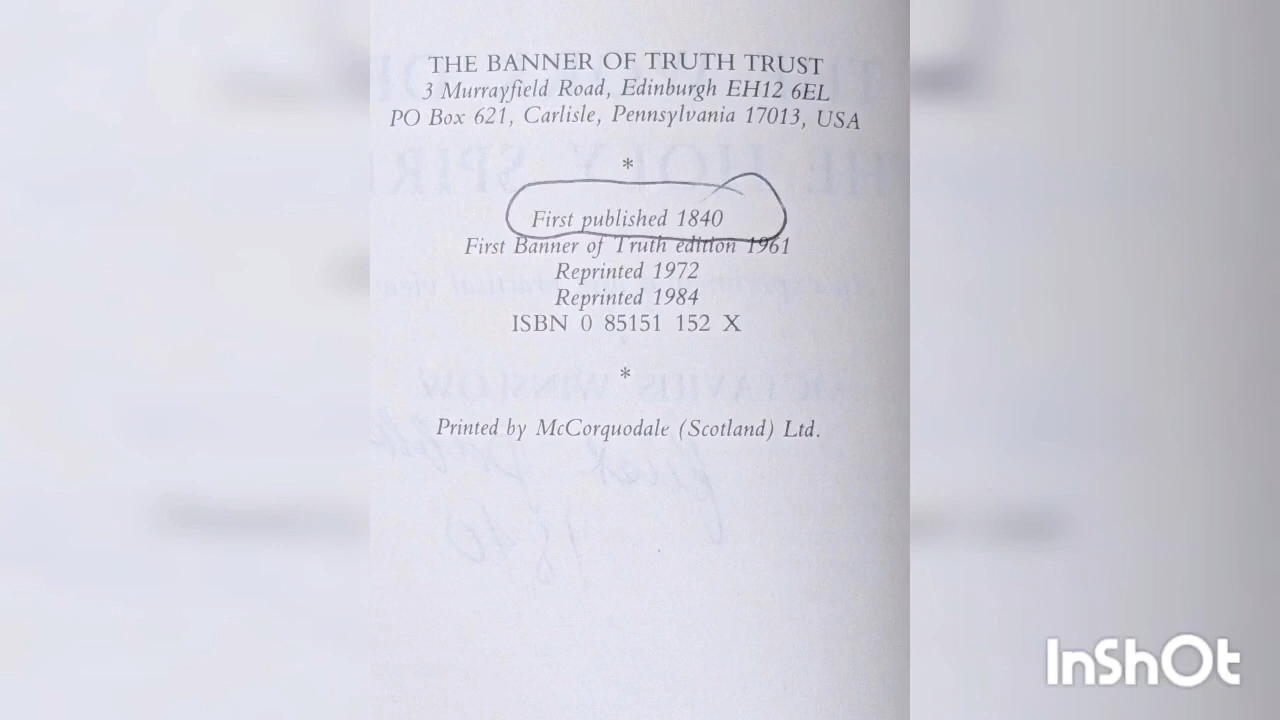 THE BANNER OF TRUTH TRUST
3 Murrayfield Road, Edinburgh EH12 6EL
PO Box 621, Carlisle, Pennsylvania 17013, USA
*
First published 1840
First Banner of Truth edition 1961
Reprinted 1972
Reprinted 1984
ISBN 0 85151 152 X
*
Printed by McCorquodale (Scotland) Ltd.
InShOt